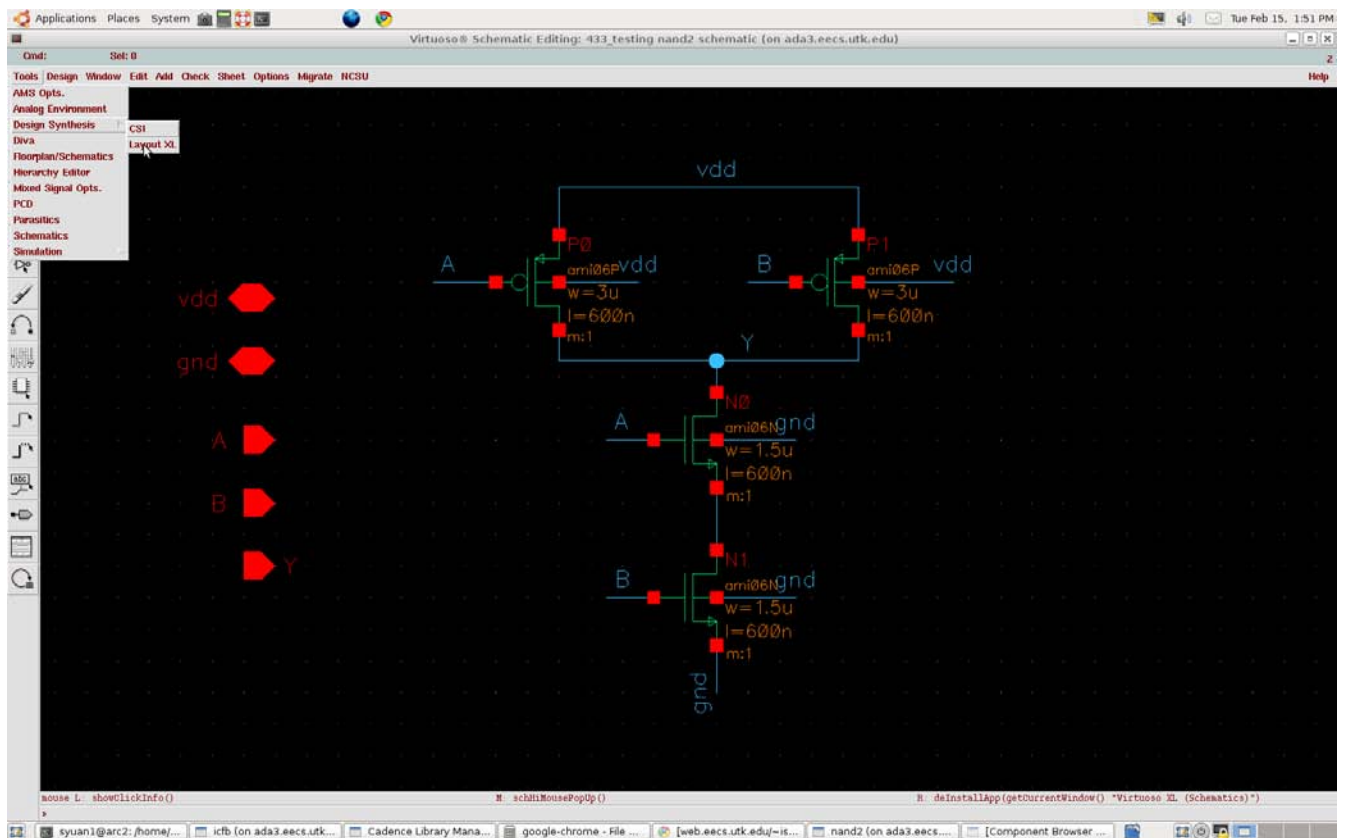 Applications Places System
Tue Feb 15, 1:51 PM
Virtuoso® Schematic Editing: 433_testing nand2 schematic (on ada3.eecs.utk.edu)
Cmd: Sel: 0 2
Tools Design Window Edit Add Check Sheet Options Migrate NCSU Help
AMS Opts.
Analog Environment
Design Synthesis
CSI
Layout XL
Diva
Floorplan/Schematics
Hierarchy Editor
Mixed Signal Opts.
PCD
Parasitics
Schematics
Simulation
abc
vdd
gnd
A
B
Y
vdd
A
P0
ami06P
vdd
w=3u
l=600n
m:1
B
P1
ami06P
vdd
w=3u
l=600n
m:1
Y
A
N0
ami06N
gnd
w=1.5u
l=600n
m:1
B
N1
ami06N
gnd
w=1.5u
l=600n
m:1
gnd
mouse L: showClickInfo() M: schHiMousePopUp() R: deInstallApp(getCurrentWindow() "Virtuoso XL (Schematics)")
>
syuan1@arc2: /home/... icfb (on ada3.eecs.utk... Cadence Library Mana... google-chrome - File ... [web.eecs.utk.edu/~is... nand2 (on ada3.eecs.... [Component Browser ...